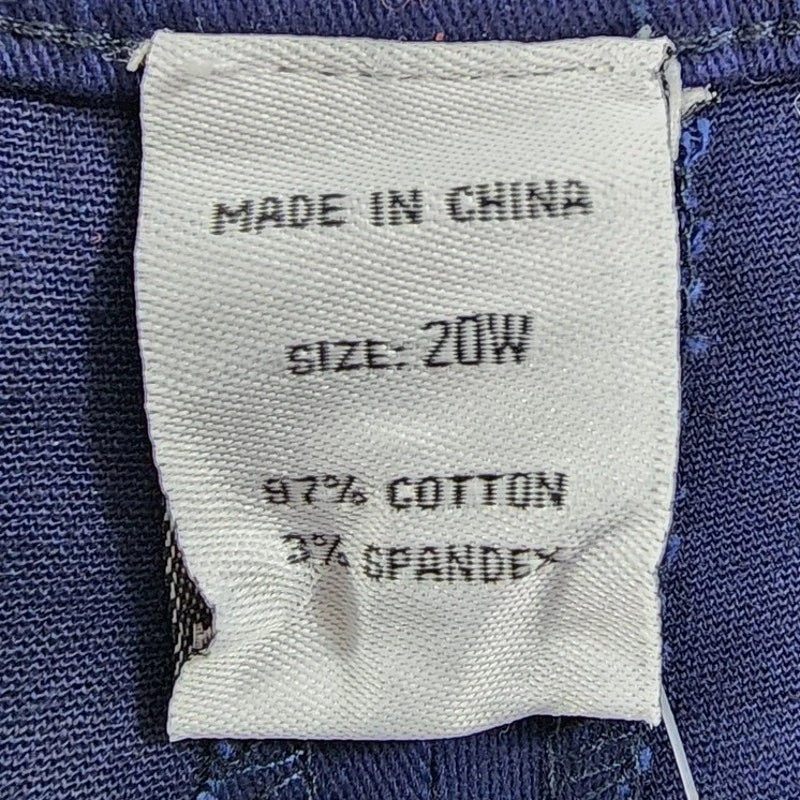 MADE IN CHINA
SIZE: 20W
97% COTTON
3% SPANDEX